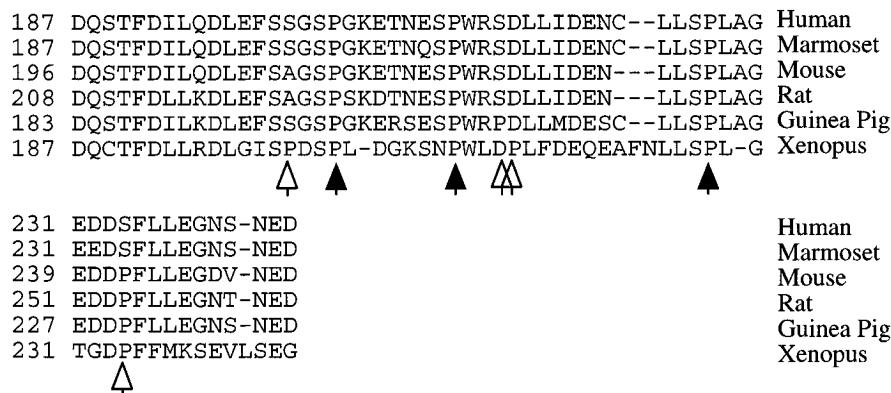 187 DQSTFDILQDLEFSSGSPGKETNESPWRSDLLIDENC--LLSPLAG Human
187 DQSTFDILQDLEFSSGSPGKETNQSPWRSDLLIDENC--LLSPLAG Marmoset
196 DQSTFDILQDLEFSAGSPGKETNESPWRSDLLIDEN---LLSPLAG Mouse
208 DQSTFDLLKDLEFSAGSPSKDTNESPWRSDLLIDEN---LLSPLAG Rat
183 DQSTFDILQDLEFSSGSPGKERSESPWRPDLLMDESC--LLSPLAG Guinea Pig
187 DQCTFDLLRDLGISPDSPL-DGKSNPWLDPLFDEQEAFNLLSPL-G Xenopus
231 EDDSFLLEGNS-NED Human
231 EEDSFLLEGNS-NED Marmoset
239 EDDPFLLEGDV-NED Mouse
251 EDDPFLLEGNT-NED Rat
227 EDDPFLLEGNS-NED Guinea Pig
231 TGDPFFMKSEVLSEG Xenopus